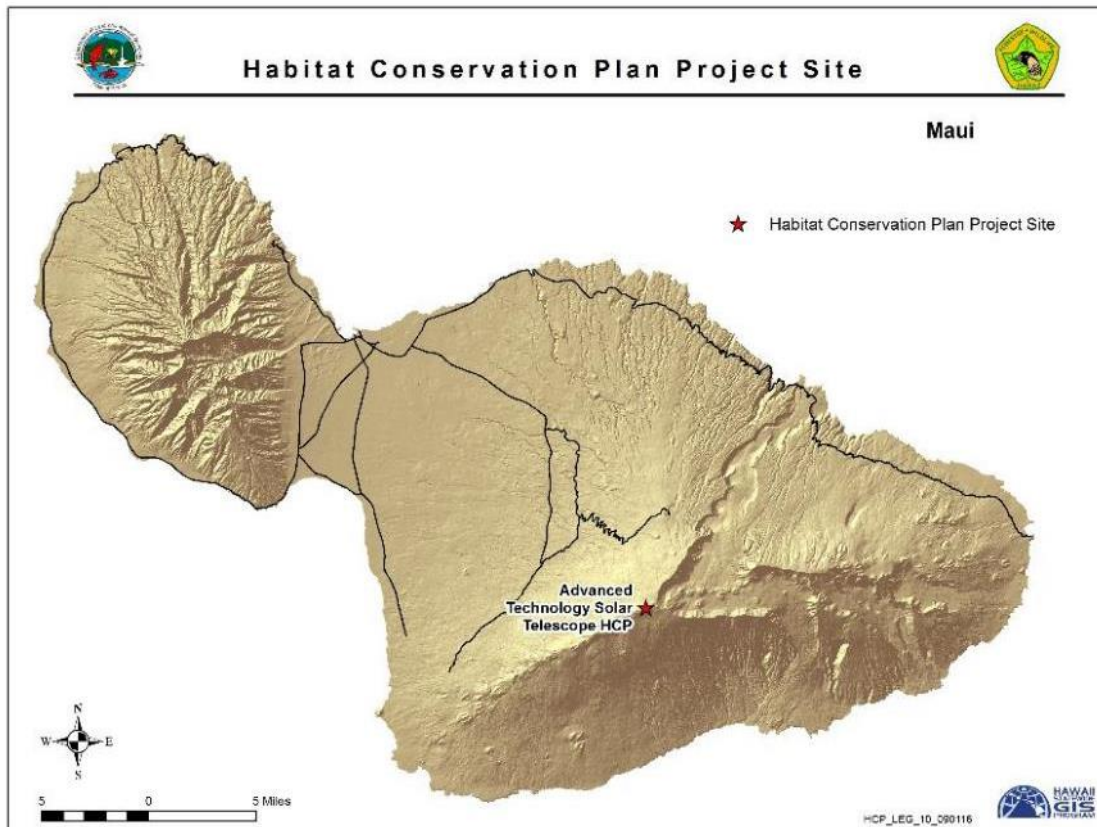 Habitat Conservation Plan Project Site
Maui
Habitat Conservation Plan Project Site
Advanced
Technology Solar
Telescope HCP
N
W E
S
5 0 5 Miles
HAWAII
GIS
PROGRAM
HCP_LEG_10_090116